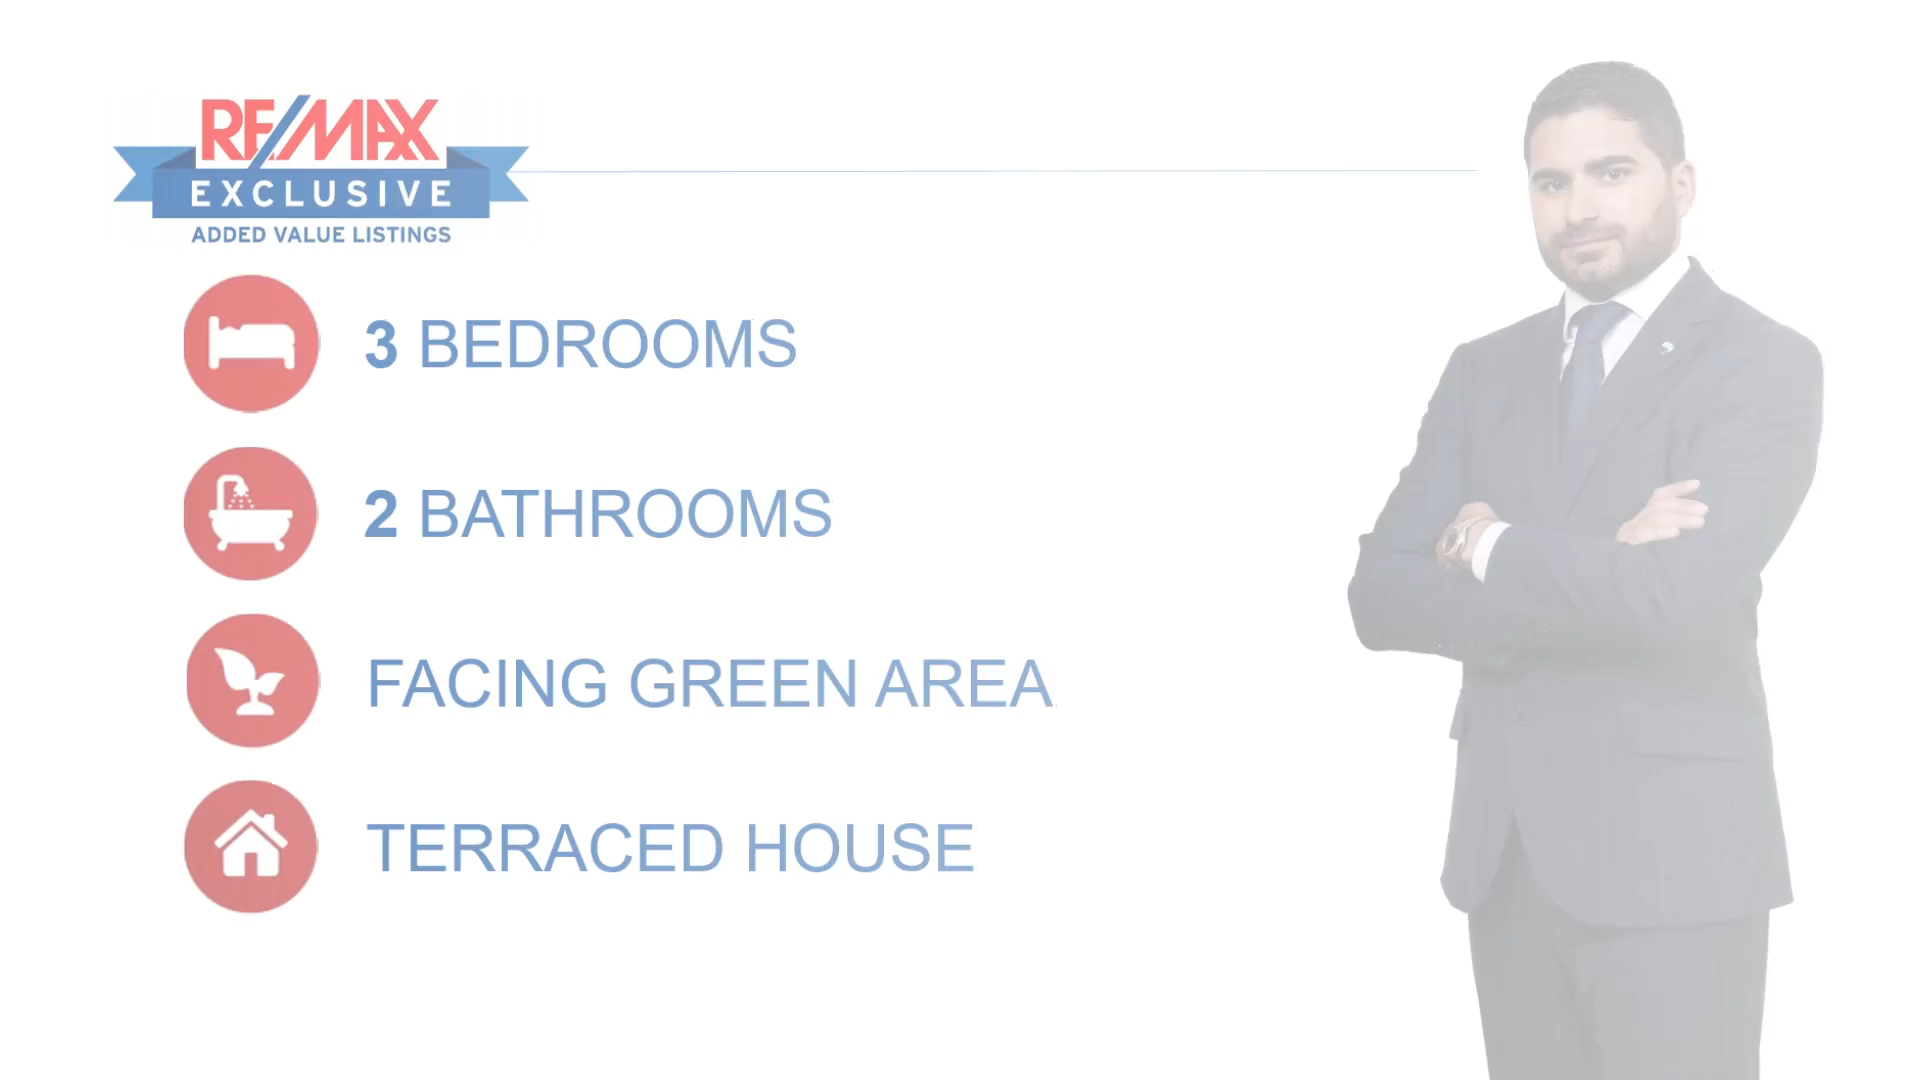 RE/MAX
EXCLUSIVE
ADDED VALUE LISTINGS
3 BEDROOMS
2 BATHROOMS
FACING GREEN AREA
TERRACED HOUSE